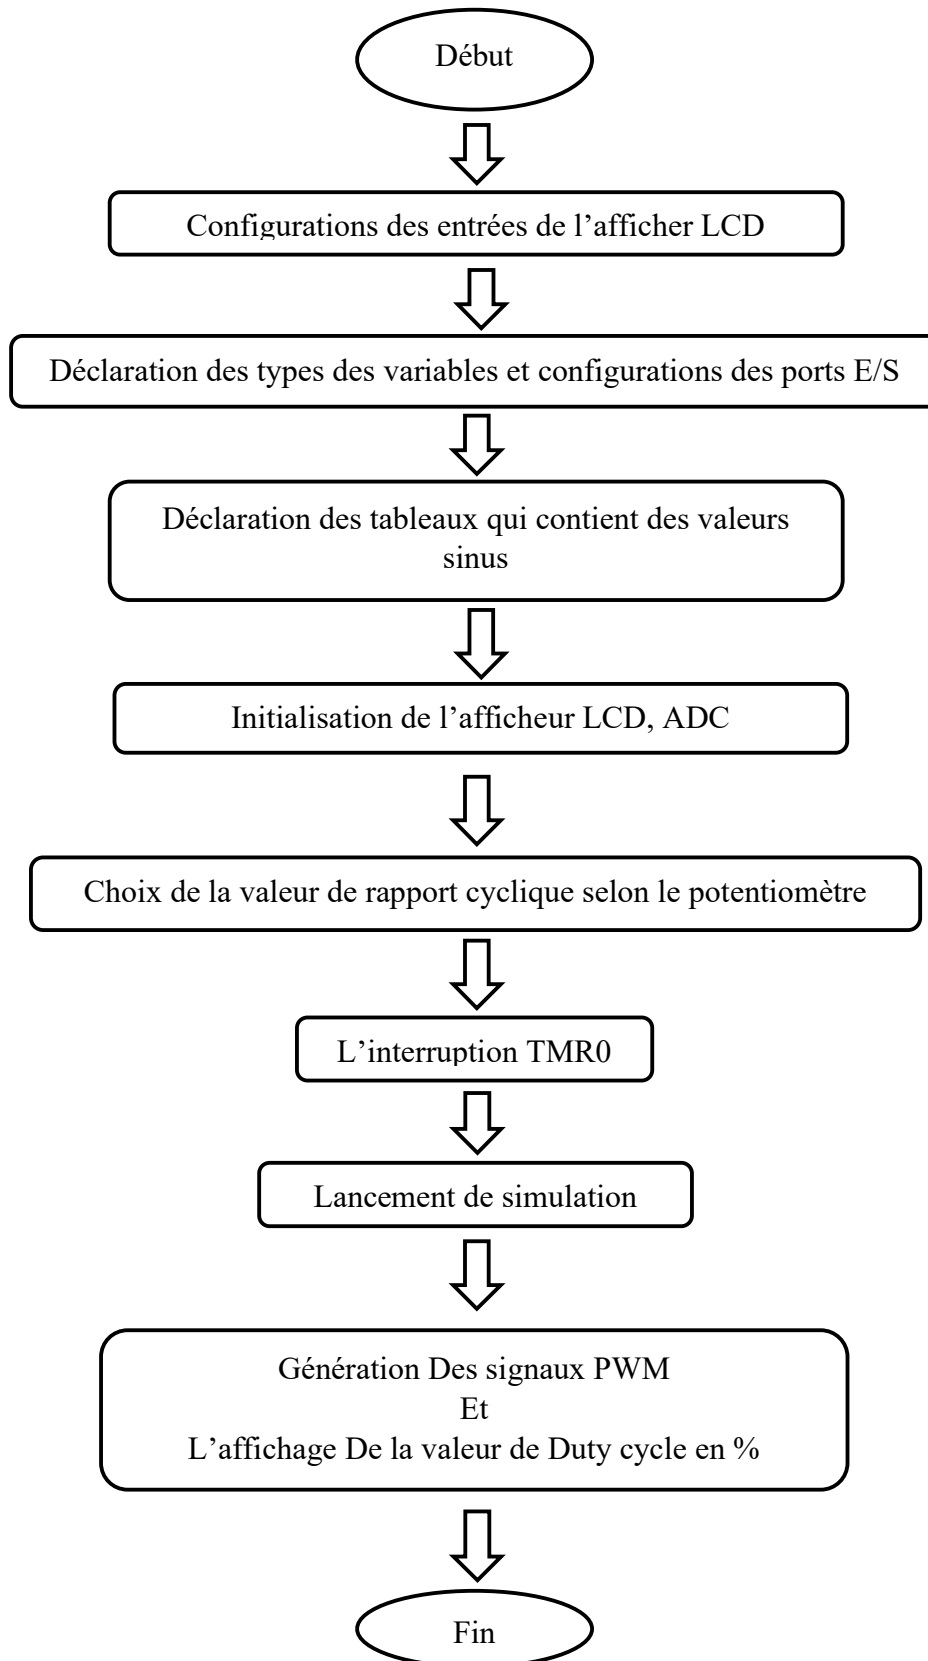 Début
Configurations des entrées de l’afficher LCD
Déclaration des types des variables et configurations des ports E/S
Déclaration des tableaux qui contient des valeurs
sinus
Initialisation de l’afficheur LCD, ADC
Choix de la valeur de rapport cyclique selon le potentiomètre
L’interruption TMR0
Lancement de simulation
Génération Des signaux PWM
Et
L’affichage De la valeur de Duty cycle en %
Fin